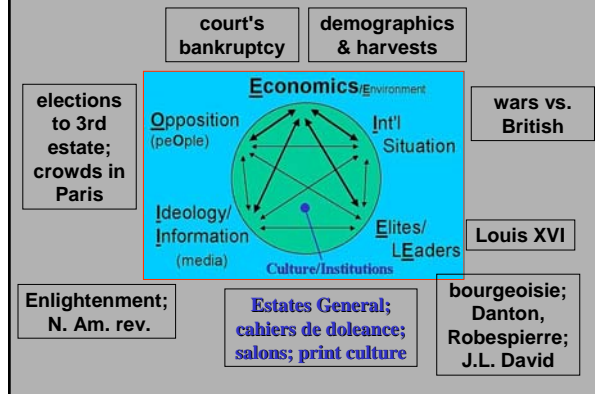 court's
bankruptcy
demographics
& harvests
elections
to 3rd
estate;
crowds in
Paris
Economics/Environment
Opposition
(peOple)
Int'l
Situation
wars vs.
British
Ideology/
Information
(media)
Elites/
LEaders
Culture/Institutions
Louis XVI
Enlightenment;
N. Am. rev.
Estates General;
cahiers de doleance;
salons; print culture
bourgeoisie;
Danton,
Robespierre;
J.L. David